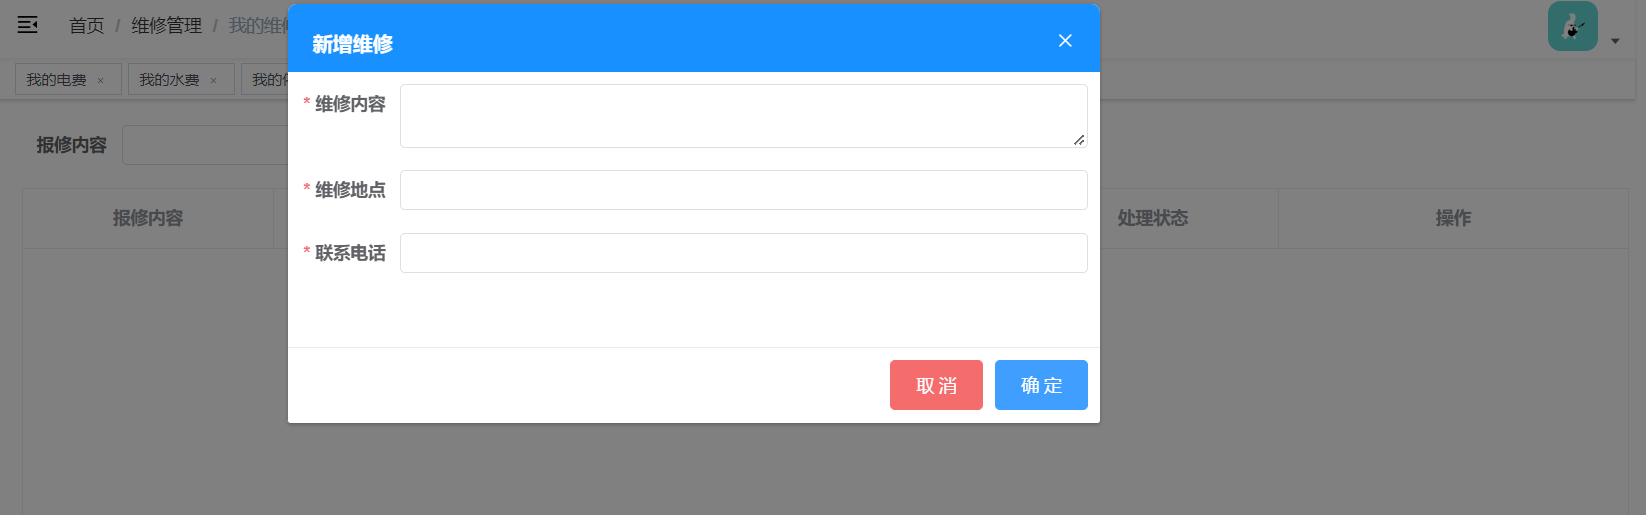 首页 / 维修管理 / 我的维
新增维修
我的电费 × 我的水费 × 我的
* 维修内容
报修内容
* 维修地点
报修内容 处理状态 操作
* 联系电话
取消 确定